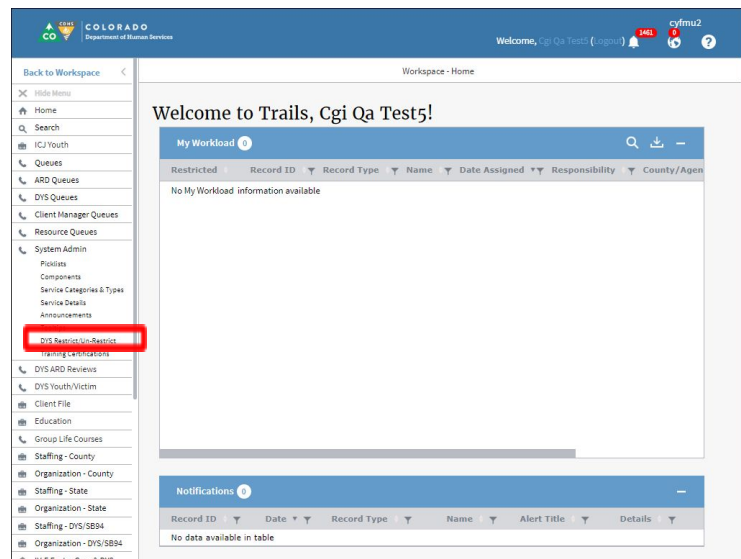 CDHS
CO
COLORADO
Department of Human Services
cyfmu2
Welcome, Cgi Qa Test5 (Logout)
1461
0
?
Back to Workspace
Workspace - Home
Hide Menu
Home
Search
ICJ Youth
Queues
ARD Queues
DYS Queues
Client Manager Queues
Resource Queues
System Admin
Picklists
Components
Service Categories & Types
Service Details
Announcements
DYS Restrict/Un-Restrict
Training Certifications
DYS ARD Reviews
DYS Youth/Victim
Client File
Education
Group Life Courses
Staffing - County
Organization - County
Staffing - State
Organization - State
Staffing - DYS/SB94
Organization - DYS/SB94
Welcome to Trails, Cgi Qa Test5!
My Workload 0
Restricted Record ID Record Type Name Date Assigned Responsibility County/Agen
No My Workload information available
Notifications 0
Record ID Date Record Type Name Alert Title Details
No data available in table